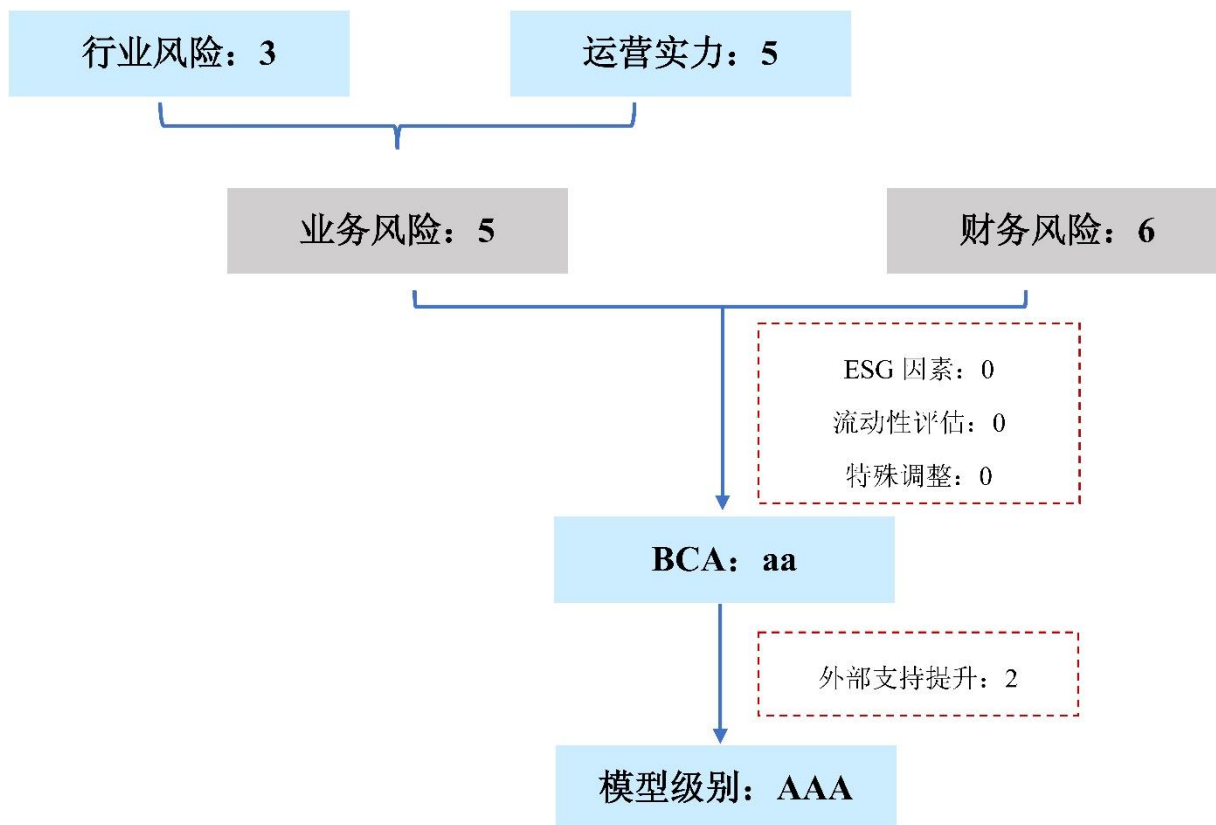 行业风险：3
运营实力：5
业务风险：5
财务风险：6
ESG 因素：0
流动性评估：0
特殊调整：0
BCA：aa
外部支持提升：2
模型级别：AAA